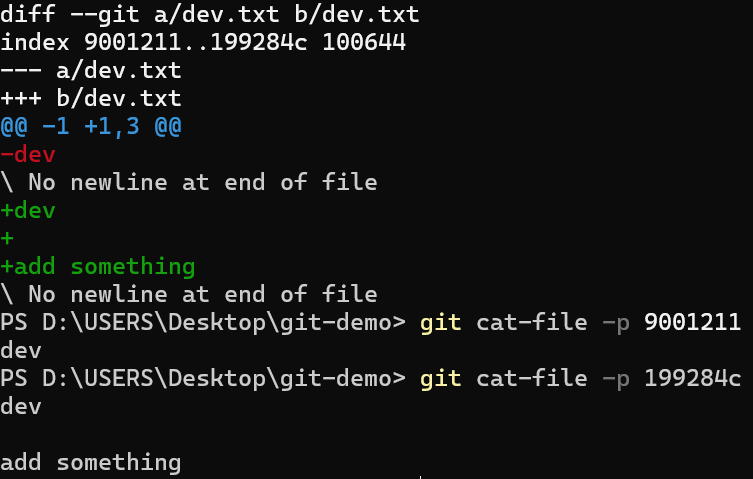 diff --git a/dev.txt b/dev.txt
index 9001211..199284c 100644
--- a/dev.txt
+++ b/dev.txt
@@ -1 +1,3 @@
-dev
\ No newline at end of file
+dev
+
+add something
\ No newline at end of file
PS D:\USERS\Desktop\git-demo> git cat-file -p 9001211
dev
PS D:\USERS\Desktop\git-demo> git cat-file -p 199284c
dev

add something